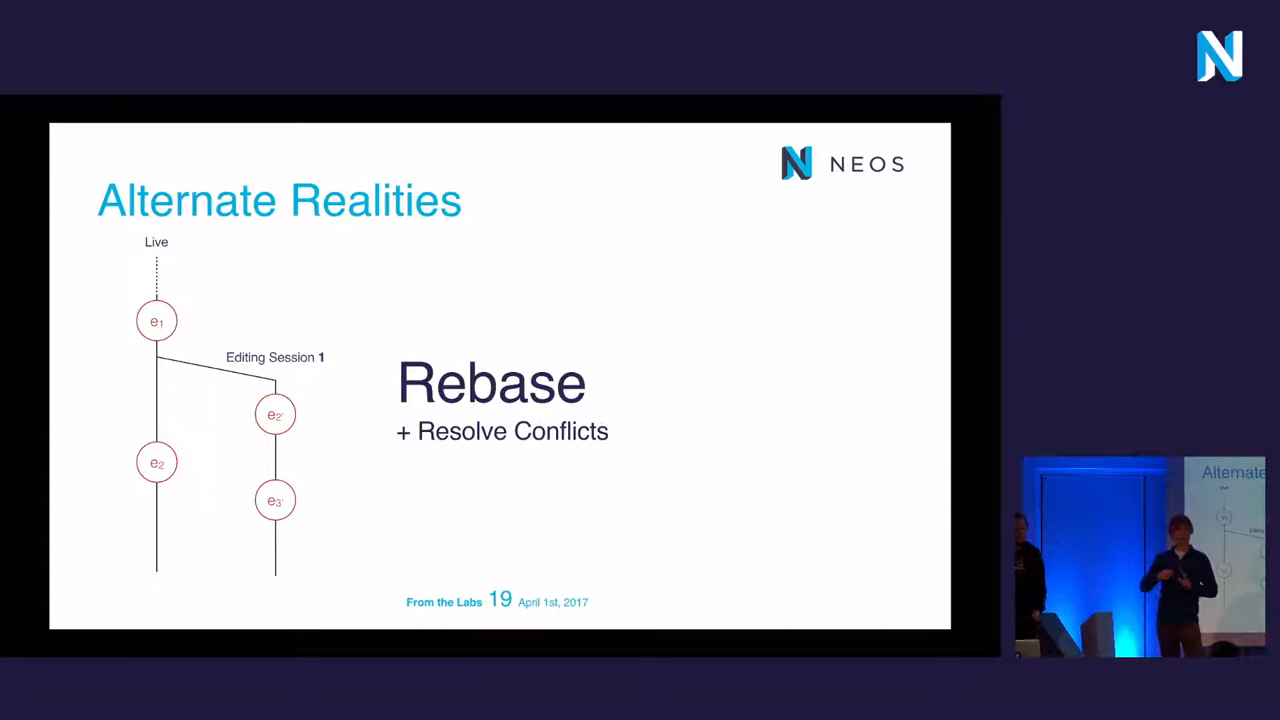 NEOS
Alternate Realities
Live
e1
Editing Session 1
Rebase
e2'
+ Resolve Conflicts
e2
e3'
From the Labs 19 April 1st, 2017
Alternate